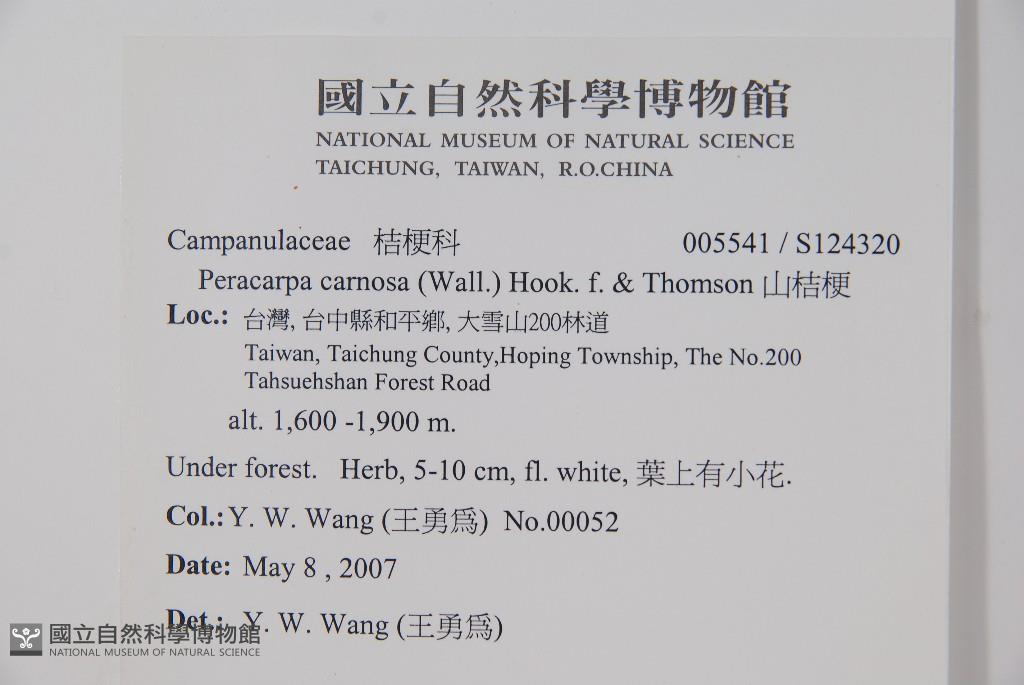 國立自然科學博物館
NATIONAL MUSEUM OF NATURAL SCIENCE
TAICHUNG, TAIWAN, R.O.CHINA
Campanulaceae 桔梗科 005541 / S124320
Peracarpa carnosa (Wall.) Hook. f. & Thomson 山桔梗
Loc.: 台灣, 台中縣和平鄉, 大雪山200林道
Taiwan, Taichung County,Hoping Township, The No.200
Tahsuehshan Forest Road
alt. 1,600 -1,900 m.
Under forest. Herb, 5-10 cm, fl. white, 葉上有小花.
Col.: Y. W. Wang (王勇爲) No.00052
Date: May 8 , 2007
Det.: Y. W. Wang (王勇爲)
國立自然科學博物館
NATIONAL MUSEUM OF NATURAL SCIENCE